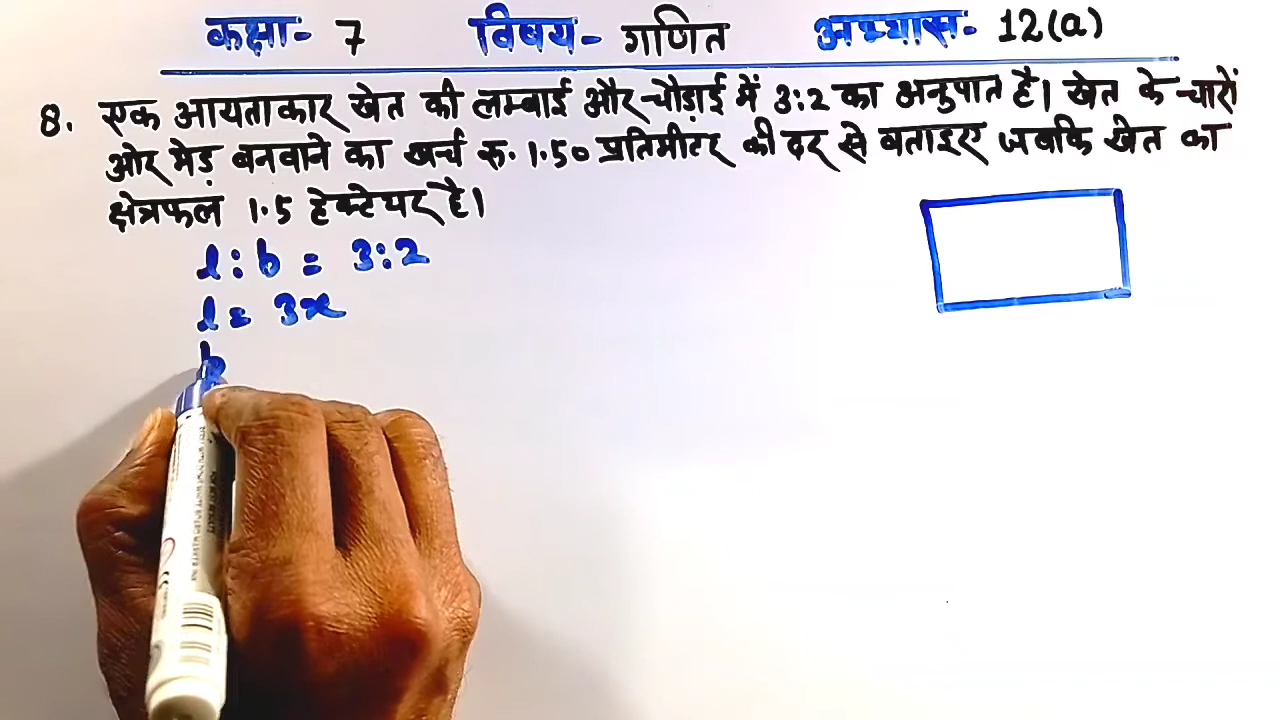 कक्षा- 7 विषय- गणित अभ्यास- 12(a)
8. एक आयताकार खेत की लम्बाई और चौड़ाई में 3:2 का अनुपात है। खेत के चारों
ओर मेड़ बनवाने का खर्च रू. 1.50 प्रतिमीटर की दर से बताइए जबकि खेत का
क्षेत्रफल 1.5 हेक्टेयर है।
l : b = 3:2
l = 3x
b